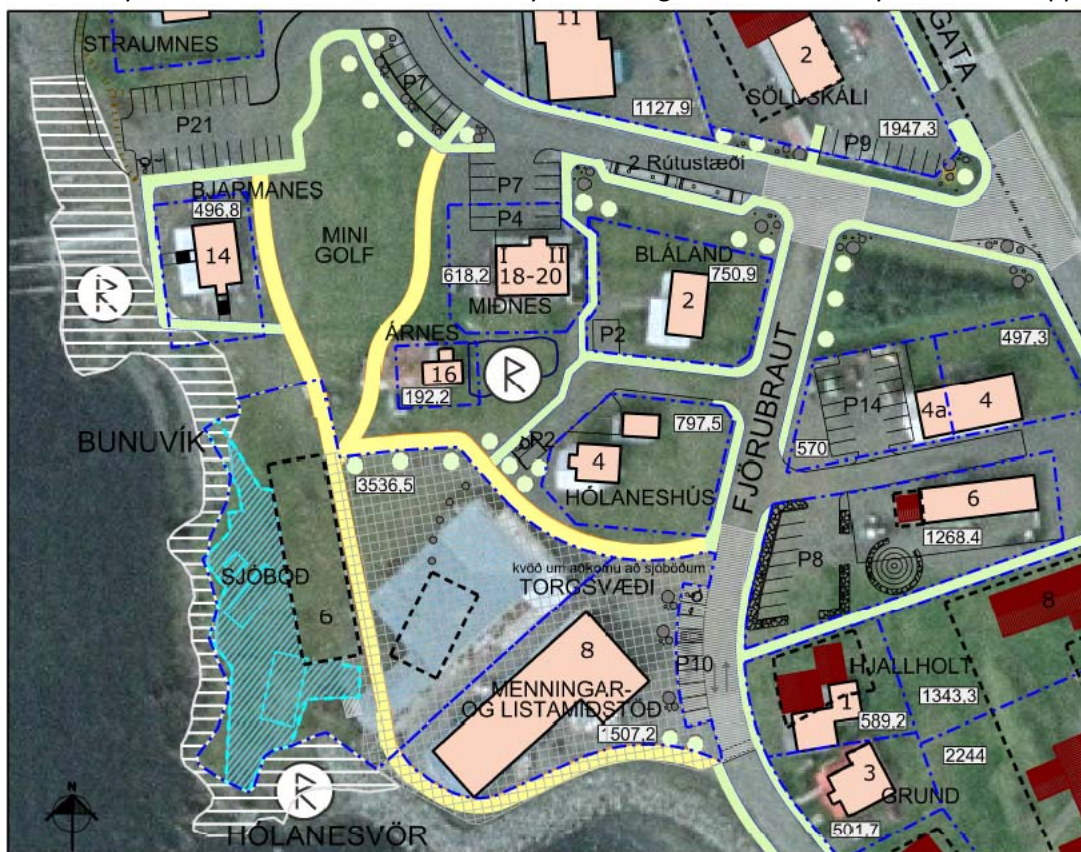 STRAUMNES
11
2
GATA
P7
1127,9
SÖLUSKÁLI
P21
P9
1947,3
2 Rútustæði
BJARMANES
496,8
P7
P4
14
MINI
GOLF
I II
18-20
618,2
MIÐNES
BLÁLAND
750,9
2
ÁRNES
P2
497,3
16
192,2
R
P14
4a
4
BUNUVÍK
P2
797,5
4
570
FJÖRUBRAUT
3536,5
HÓLANESHÚS
6
1268.4
kvöð um aðkomu að sjóböðum
TORGSVÆÐI
P8
SJÓBÖÐ
6
8
8
P10
HJALLHOLT
MENNINGAR-
OG LISTAMIÐSTÖÐ
1
1343,3
589,2
1507,2
2244
3
GRUND
N
HÓLANESVÖR
501,7